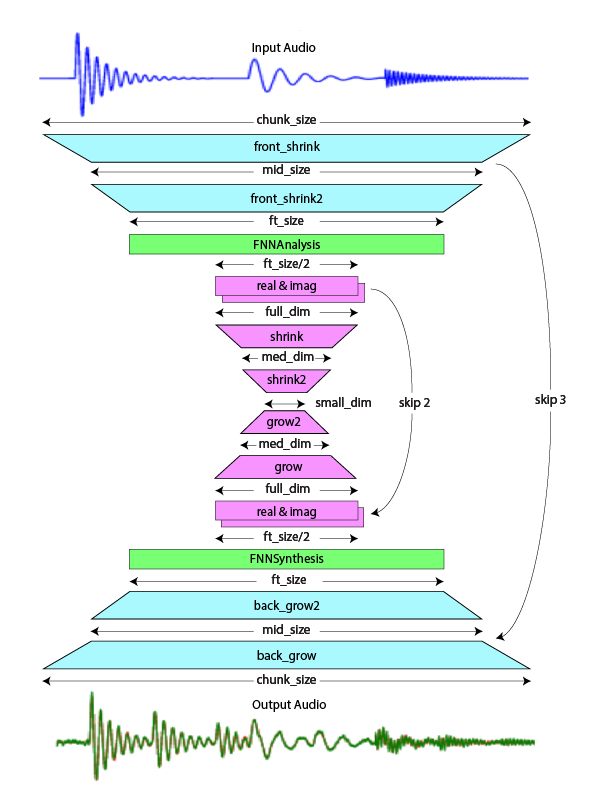 Input Audio
chunk_size
front_shrink
mid_size
front_shrink2
ft_size
FNNAnalysis
ft_size/2
real & imag
full_dim
shrink
med_dim
shrink2
small_dim
skip 2
skip 3
grow2
med_dim
grow
full_dim
real & imag
ft_size/2
FNNSynthesis
ft_size
back_grow2
mid_size
back_grow
chunk_size
Output Audio